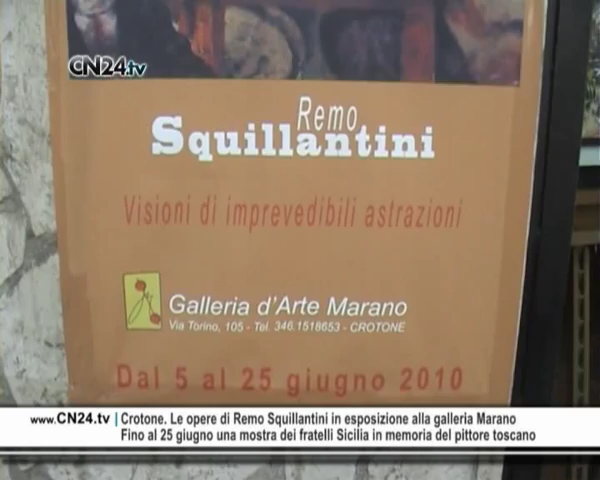 CN24.tv
Remo
Squillantini
Visioni di imprevedibili astrazioni
Galleria d'Arte Marano
Via Torino, 105 - Tel. 346.1518653 - CROTONE
Dal 5 al 25 giugno 2010
www.CN24.tv | Crotone. Le opere di Remo Squillantini in esposizione alla galleria Marano
Fino al 25 giugno una mostra dei fratelli Sicilia in memoria del pittore toscano